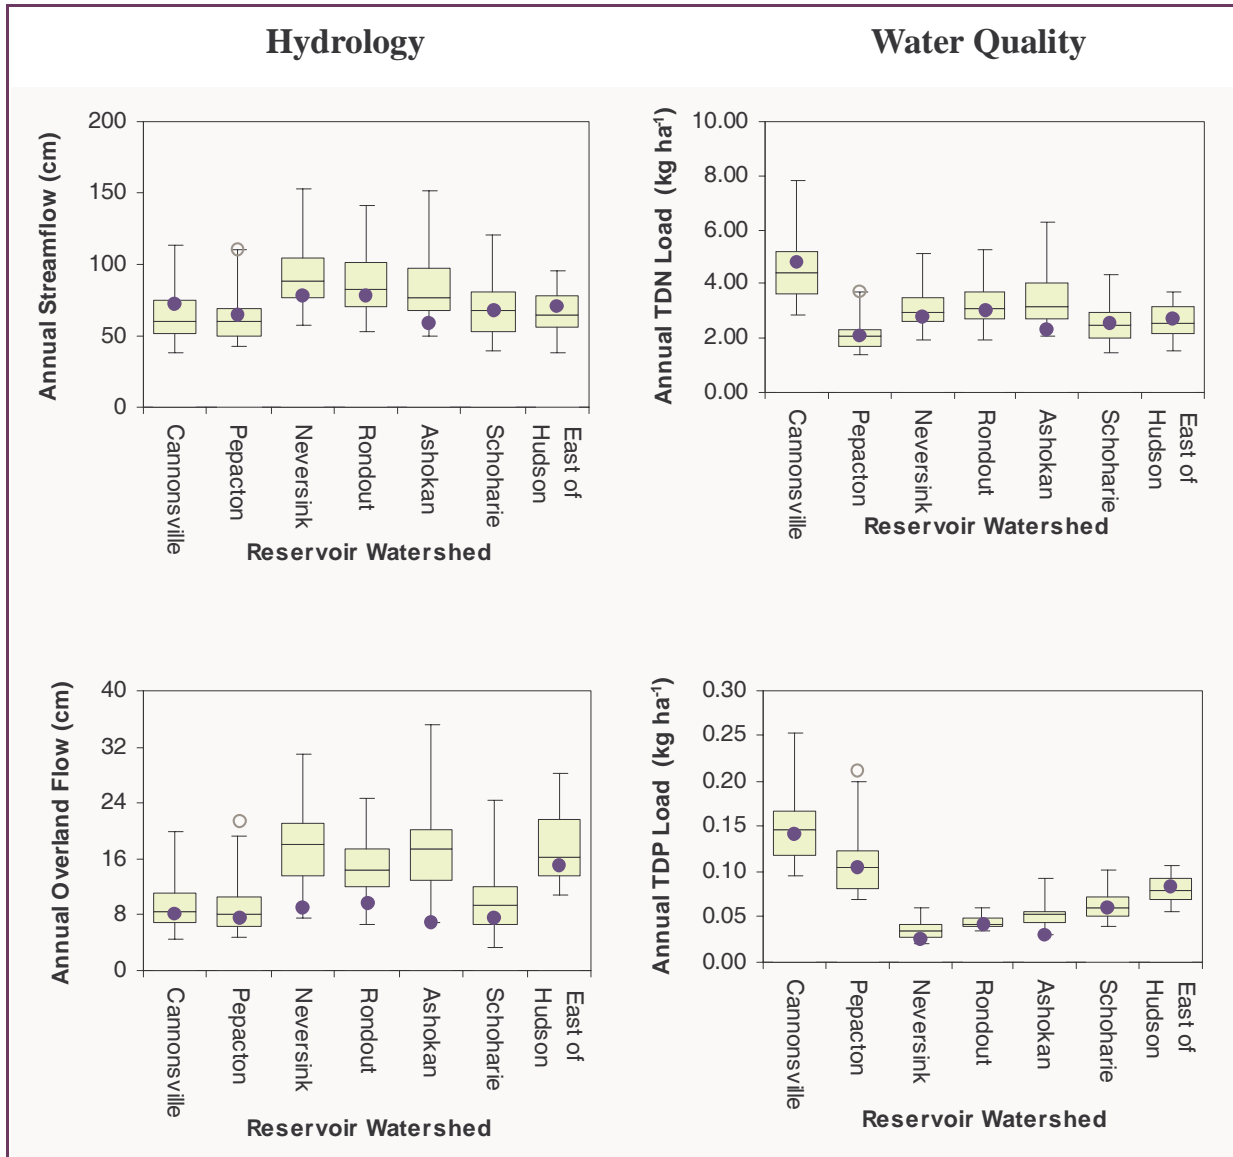 Hydrology
Water Quality
Annual Streamflow (cm)
200
150
100
50
0
Cannonsville
Pepacton
Neversink
Rondout
Ashokan
Schoharie
East of
Hudson
Reservoir Watershed
Annual TDN Load (kg ha⁻¹)
10.00
8.00
6.00
4.00
2.00
0.00
Cannonsville
Pepacton
Neversink
Rondout
Ashokan
Schoharie
East of
Hudson
Reservoir Watershed
Annual Overland Flow (cm)
40
32
24
16
8
0
Cannonsville
Pepacton
Neversink
Rondout
Ashokan
Schoharie
East of
Hudson
Reservoir Watershed
Annual TDP Load (kg ha⁻¹)
0.30
0.25
0.20
0.15
0.10
0.05
0.00
Cannonsville
Pepacton
Neversink
Rondout
Ashokan
Schoharie
East of
Hudson
Reservoir Watershed